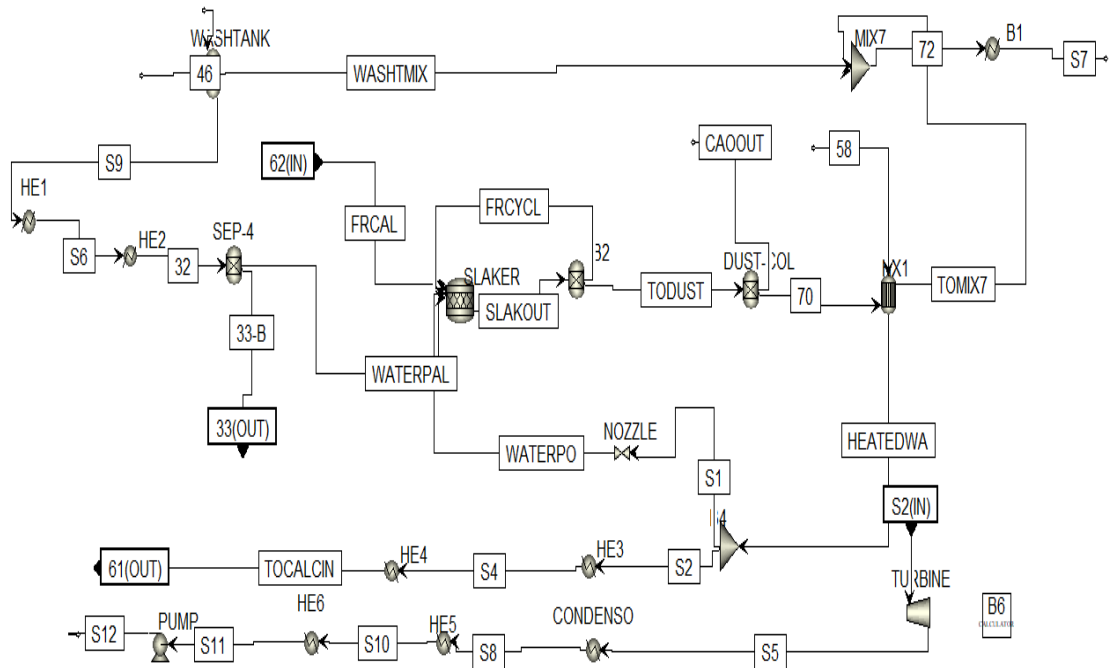 WASHTANK
46
WASHTMIX
MIX7
72
B1
S7
S9
62(IN)
CAOOUT
58
HE1
FRCAL
FRCYCL
S6
HE2
32
SEP-4
SLAKER
SLAKOUT
TODUST
DUST-COL
70
TOMIX7
33-B
WATERPAL
33(OUT)
WATERPO
NOZZLE
HEATEDWA
S1
S2(IN)
61(OUT)
TOCALCIN
HE4
S4
HE3
S2
TURBINE
B6
CALCULATOR
S12
PUMP
S11
HE6
S10
HE5
S8
CONDENSO
S5